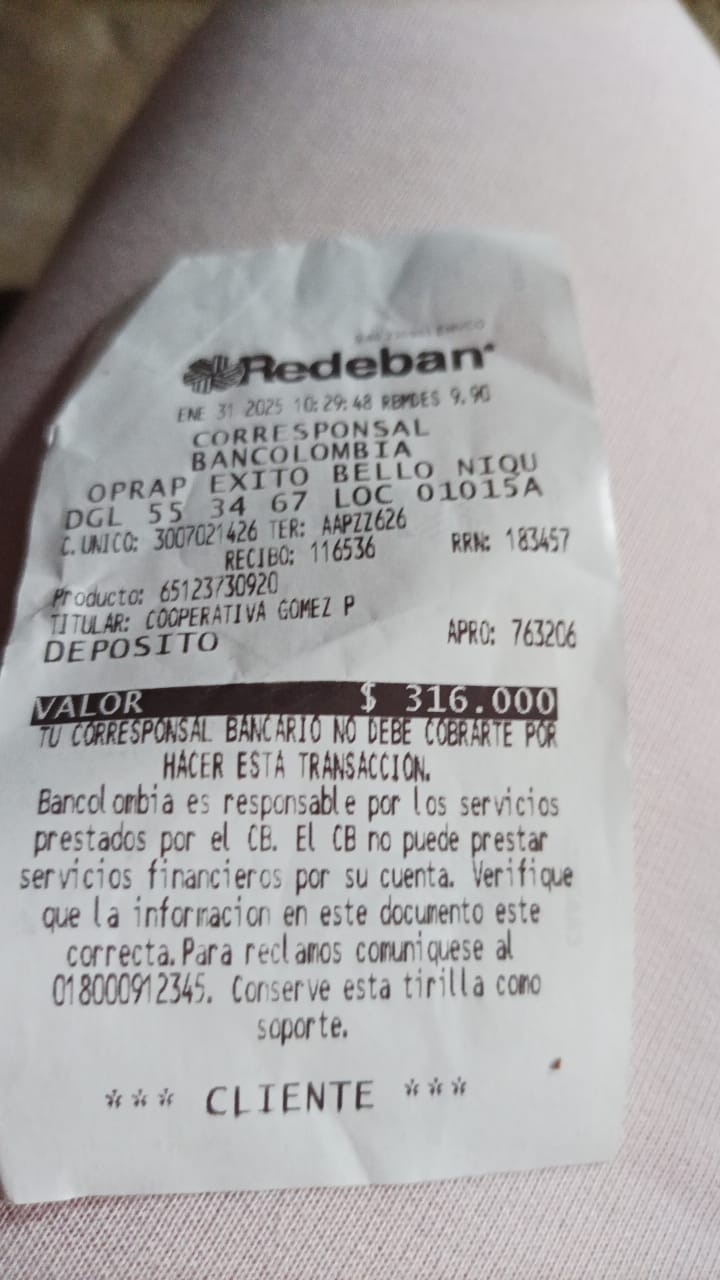 Redeban
ENE 31 2025 10:29:48 RBMDES 9.90
CORRESPONSAL
BANCOLOMBIA
OPRAP EXITO BELLO NIQU
DGL 55 34 67 LOC 01015A
C. UNICO: 3007021426 TER: AAPZZ626
RECIBO: 116536 RRN: 183457
Producto: 65123730920
TITULAR: COOPERATIVA GOMEZ P
DEPOSITO APRO: 763206
VALOR $ 316.000
TU CORRESPONSAL BANCARIO NO DEBE COBRARTE POR
HACER ESTA TRANSACCION.
Bancolombia es responsable por los servicios
prestados por el CB. El CB no puede prestar
servicios financieros por su cuenta. Verifique
que la informacion en este documento este
correcta. Para reclamos comuniquese al
018000912345. Conserve esta tirilla como
soporte.
*** CLIENTE ***